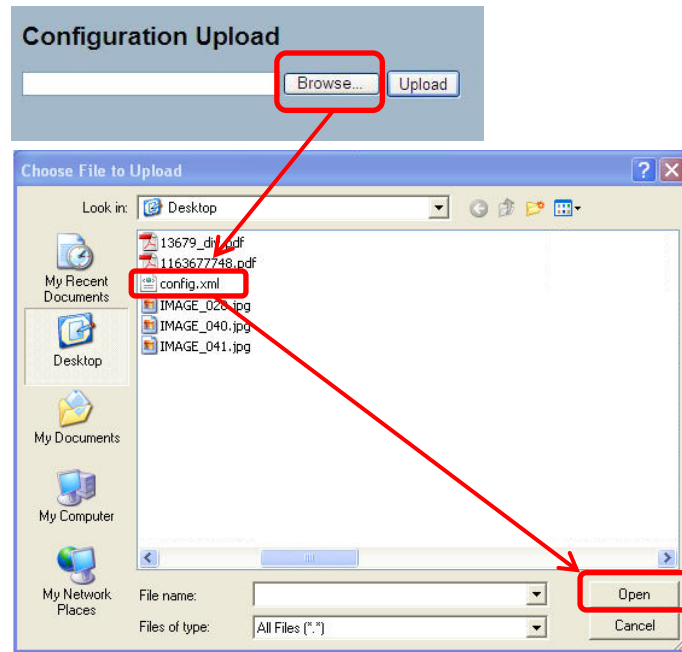 Configuration Upload
Browse... Upload
Choose File to Upload
Look in: Desktop
My Recent Documents
Desktop
My Documents
My Computer
My Network Places
13679_div.pdf
1163677748.pdf
config.xml
IMAGE_020.jpg
IMAGE_040.jpg
IMAGE_041.jpg
File name: Open
Files of type: All Files (*.*) Cancel